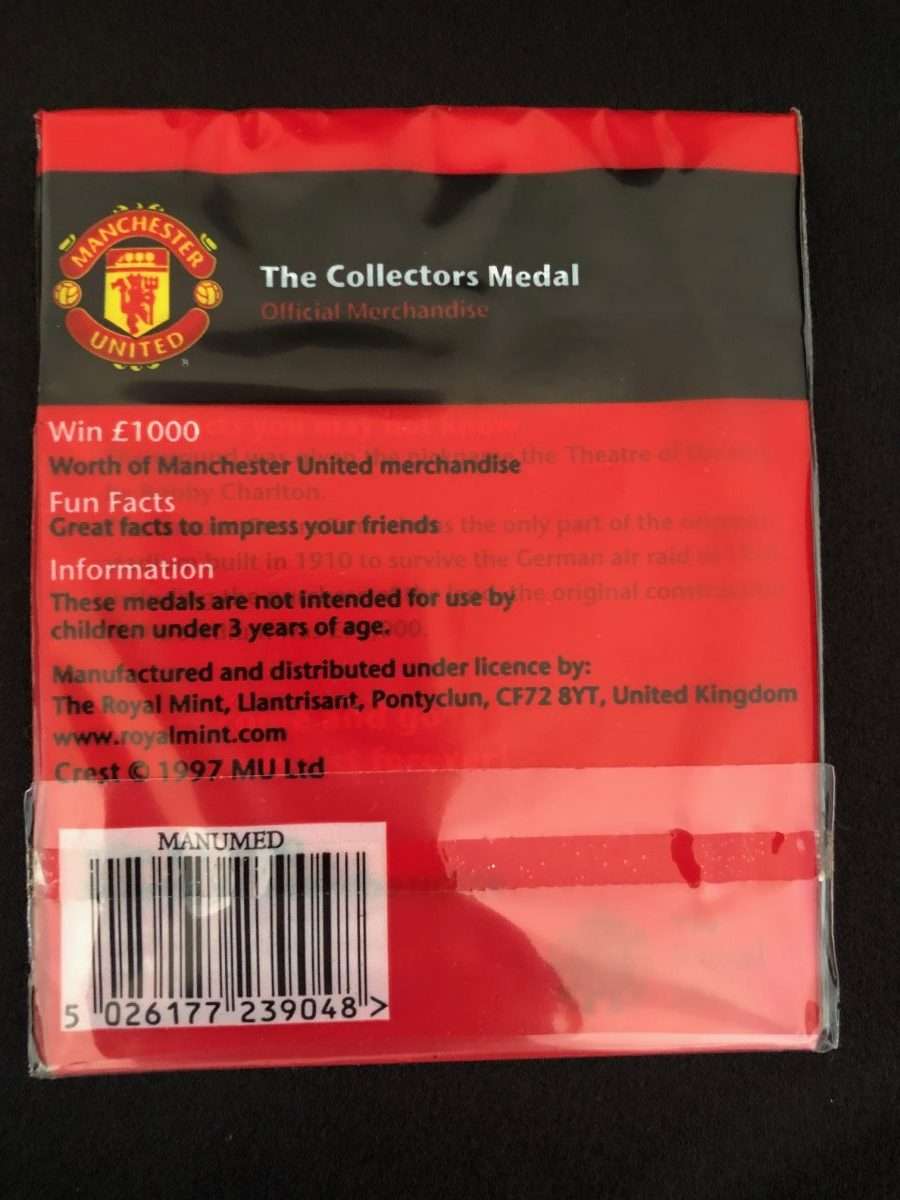 MANCHESTER
UNITED
®
The Collectors Medal
Official Merchandise
Win £1000
Worth of Manchester United merchandise
Fun Facts
Great facts to impress your friends
Information
These medals are not intended for use by
children under 3 years of age.
Manufactured and distributed under licence by:
The Royal Mint, Llantrisant, Pontyclun, CF72 8YT, United Kingdom
www.royalmint.com
Crest © 1997 MU Ltd
MANUMED
5 026177 239048 >